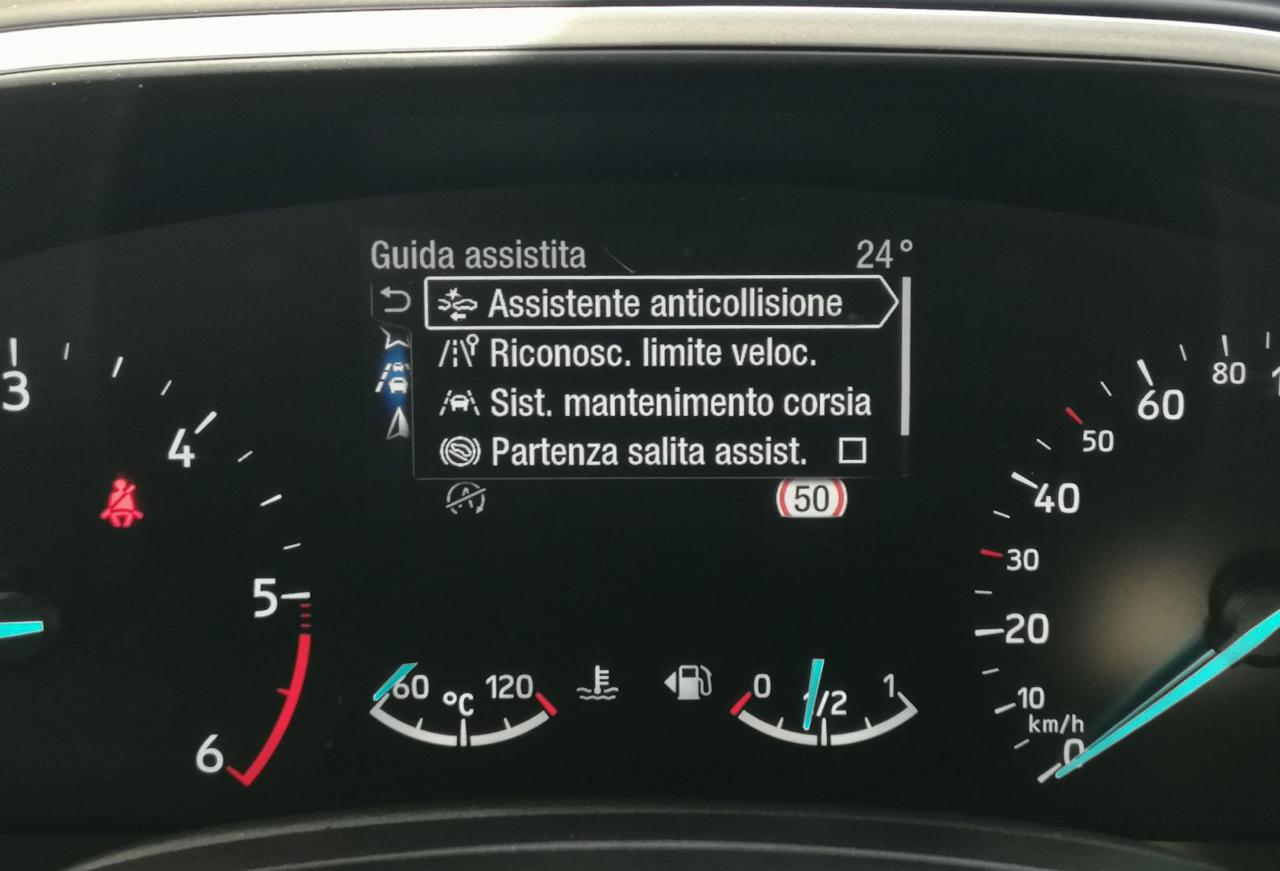 Guida assistita 24°
Assistente anticollisione
Riconosc. limite veloc.
Sist. mantenimento corsia
Partenza salita assist.
50
3
4
5
6
60 °C 120
0 1/2 1
80
60
50
40
30
20
10
km/h
0